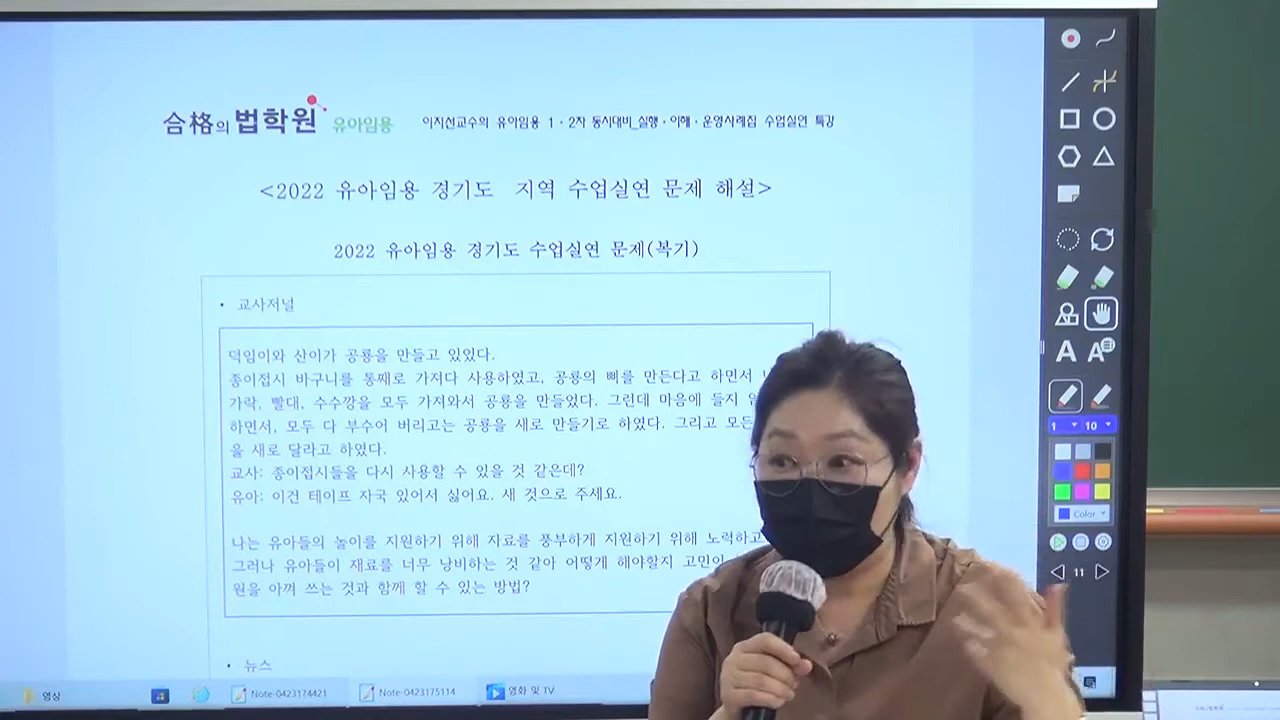 合格의 법학원 유아임용
이지선교수의 유아임용 1 · 2차 동시대비_실행 · 이해 · 운영사례집 수업실연 특강
<2022 유아임용 경기도 지역 수업실연 문제 해설>
2022 유아임용 경기도 수업실연 문제(복기)
• 교사저널
덕임이와 산이가 공룡을 만들고 있었다.
종이접시 바구니를 통째로 가져다 사용하였고, 공룡의 뼈를 만든다고 하면서
가락, 빨대, 수수깡을 모두 가져와서 공룡을 만들었다. 그런데 마음에 들지
하면서, 모두 다 부수어 버리고는 공룡을 새로 만들기로 하였다. 그리고 모든
을 새로 달라고 하였다.
교사: 종이접시들을 다시 사용할 수 있을 것 같은데?
유아: 이건 테이프 자국 있어서 싫어요. 새 것으로 주세요.
나는 유아들의 놀이를 지원하기 위해 자료를 풍부하게 지원하기 위해 노력하고
그러나 유아들이 재료를 너무 낭비하는 것 같아 어떻게 해야할지 고민이
원을 아껴 쓰는 것과 함께 할 수 있는 방법?
• 뉴스
영상
Note-0423174421
Note-0423175114
영화 및 TV
A A
1 10
Color
11